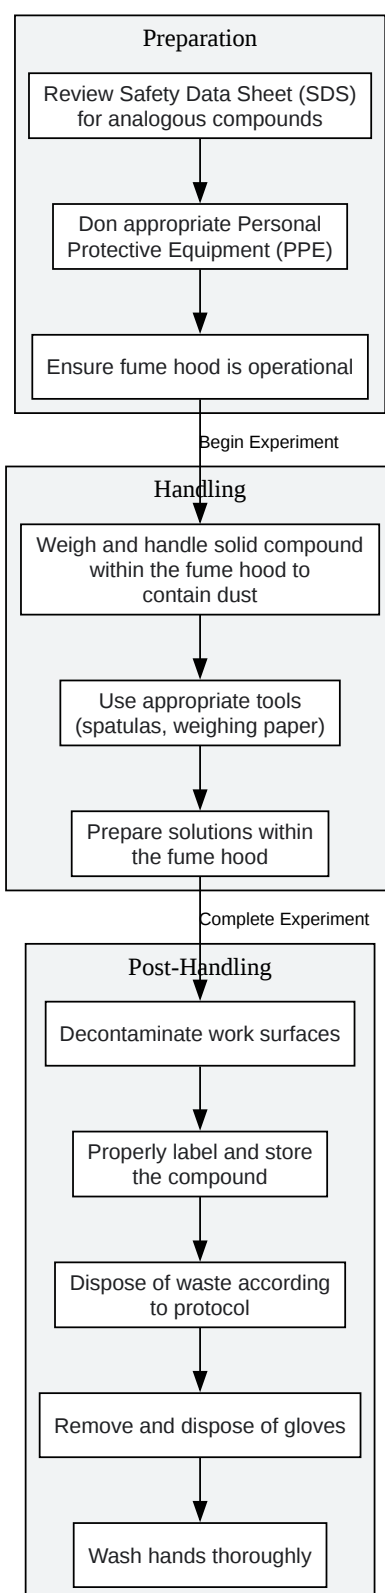 Preparation
Review Safety Data Sheet (SDS)
for analogous compounds
Don appropriate Personal
Protective Equipment (PPE)
Ensure fume hood is operational
Begin Experiment
Handling
Weigh and handle solid compound
within the fume hood to
contain dust
Use appropriate tools
(spatulas, weighing paper)
Prepare solutions within
the fume hood
Complete Experiment
Post-Handling
Decontaminate work surfaces
Properly label and store
the compound
Dispose of waste according
to protocol
Remove and dispose of gloves
Wash hands thoroughly